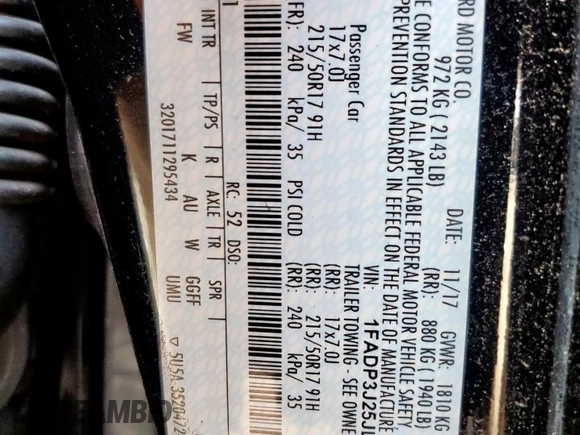 RD MOTOR CO. DATE: 11/17 GVWR: 1810 KG
972 KG ( 2143 LB) (RR): 880 KG ( 1940 LB)
E CONFORMS TO ALL APPLICABLE FEDERAL MOTOR VEHICLE SAFETY
PREVENTION STANDARDS IN EFFECT ON THE DATE OF MANUFACTURE
VIN: 1FADP3J25JL
Passenger Car TRAILER TOWING - SEE OWNE
17x7.0J (RR): 17x7.0J
215/50R17 91H (RR): 215/50R17 91H
FR): 240 kPa/ 35 PSI COLD (RR): 240 kPa/ 35
1 RC: 52 DSO:
INT TR TP/PS R AXLE TR SPR
FW K AU W GGFF
3201711295434 UMU
5U5A-3520472